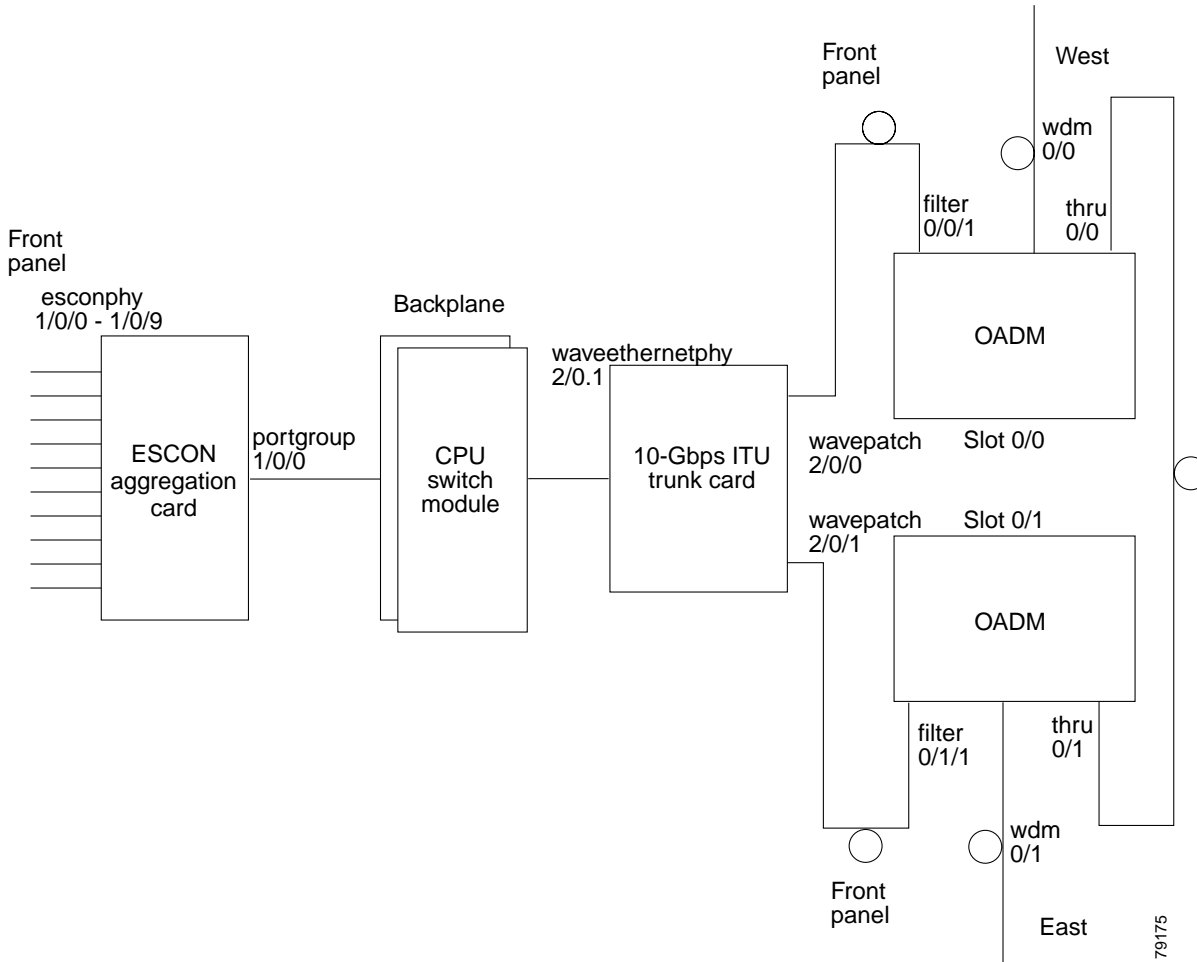 Front
panel
West
wdm
0/0
filter
0/0/1
thru
0/0
Front
panel
esconphy
1/0/0 - 1/0/9
Backplane
OADM
waveethernetphy
2/0.1
portgroup
1/0/0
ESCON
aggregation
card
CPU
switch
module
10-Gbps ITU
trunk card
wavepatch
2/0/0
Slot 0/0
wavepatch
2/0/1
Slot 0/1
OADM
filter
0/1/1
thru
0/1
wdm
0/1
Front
panel
East
79175